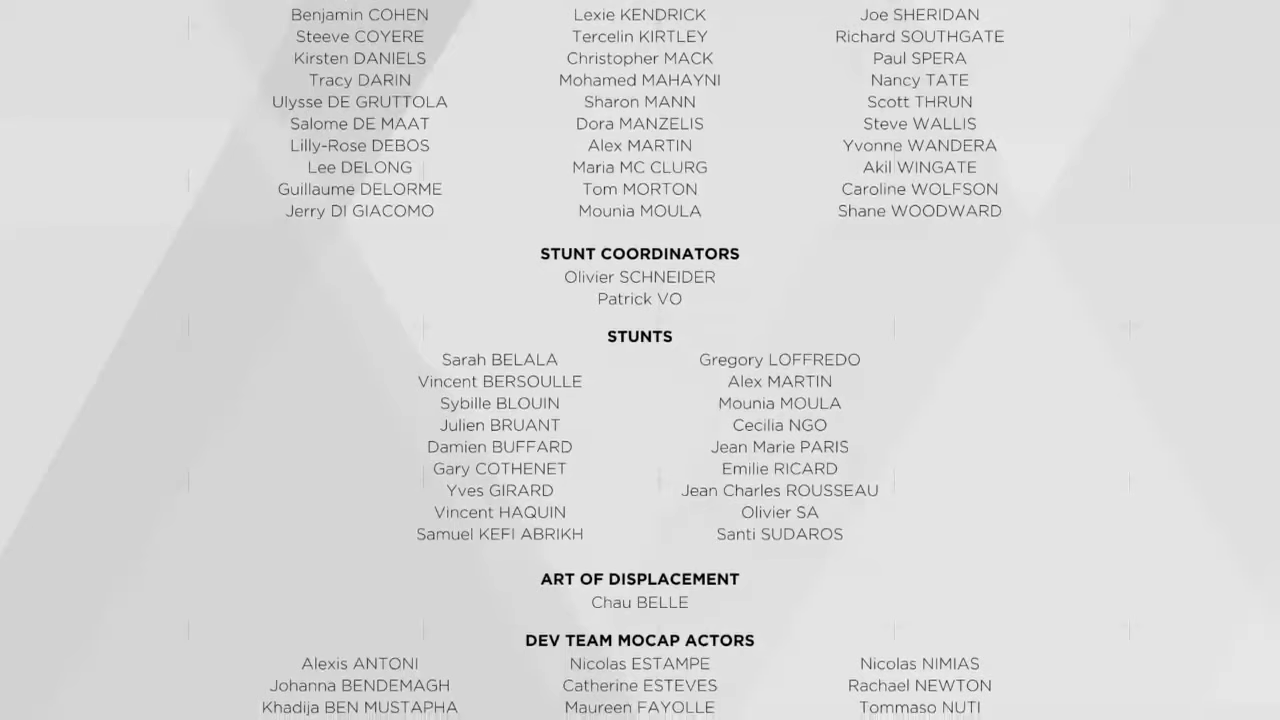 Benjamin COHEN Lexie KENDRICK Joe SHERIDAN
Steeve COYERE Tercelin KIRTLEY Richard SOUTHGATE
Kirsten DANIELS Christopher MACK Paul SPERA
Tracy DARIN Mohamed MAHAYNI Nancy TATE
Ulysse DE GRUTTOLA Sharon MANN Scott THRUN
Salome DE MAAT Dora MANZELIS Steve WALLIS
Lilly-Rose DEBOS Alex MARTIN Yvonne WANDERA
Lee DELONG Maria MC CLURG Akil WINGATE
Guillaume DELORME Tom MORTON Caroline WOLFSON
Jerry DI GIACOMO Mounia MOULA Shane WOODWARD
STUNT COORDINATORS
Olivier SCHNEIDER
Patrick VO
STUNTS
Sarah BELALA Gregory LOFFREDO
Vincent BERSOULLE Alex MARTIN
Sybille BLOUIN Mounia MOULA
Julien BRUANT Cecilia NGO
Damien BUFFARD Jean Marie PARIS
Gary COTHENET Emilie RICARD
Yves GIRARD Jean Charles ROUSSEAU
Vincent HAQUIN Olivier SA
Samuel KEFI ABRIKH Santi SUDAROS
ART OF DISPLACEMENT
Chau BELLE
DEV TEAM MOCAP ACTORS
Alexis ANTONI Nicolas ESTAMPE Nicolas NIMIAS
Johanna BENDEMAGH Catherine ESTEVES Rachael NEWTON
Khadija BEN MUSTAPHA Maureen FAYOLLE Tommaso NUTI